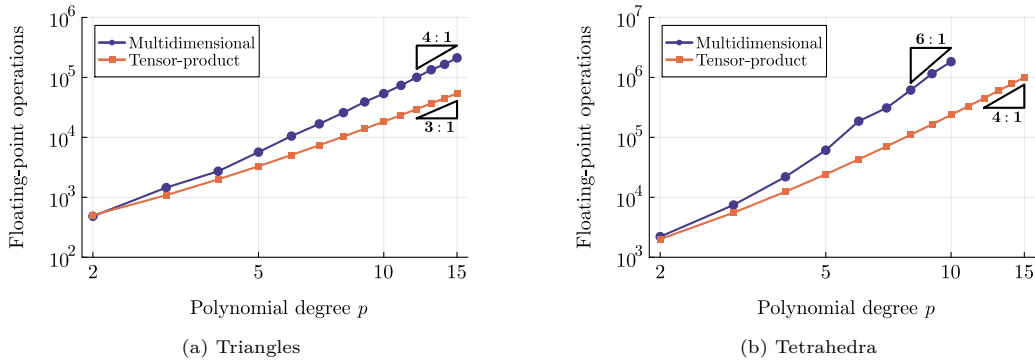 Floating-point operations
10^6
10^5
10^4
10^3
10^2
Multidimensional
Tensor-product
4 : 1
3 : 1
2 5 10 15
Polynomial degree p
(a) Triangles
Floating-point operations
10^7
10^6
10^5
10^4
10^3
Multidimensional
Tensor-product
6 : 1
4 : 1
2 5 10 15
Polynomial degree p
(b) Tetrahedra